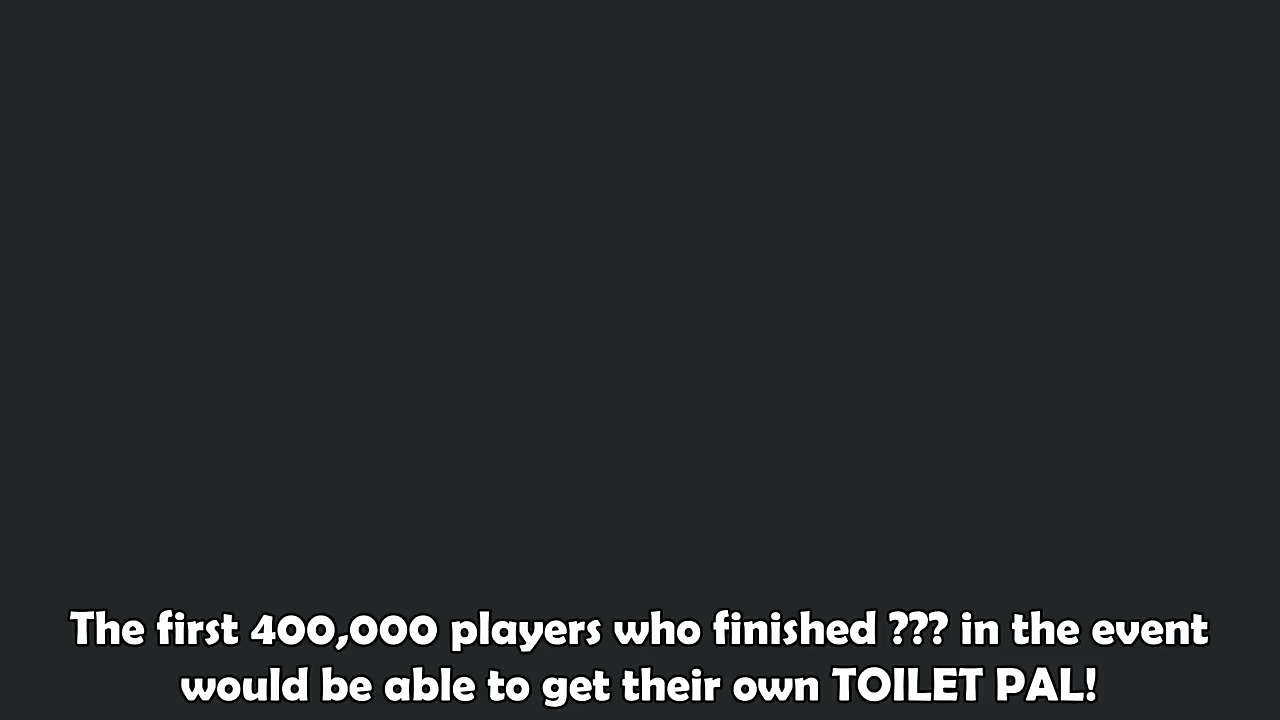 The first 400,000 players who finished ??? in the event
would be able to get their own TOILET PAL!